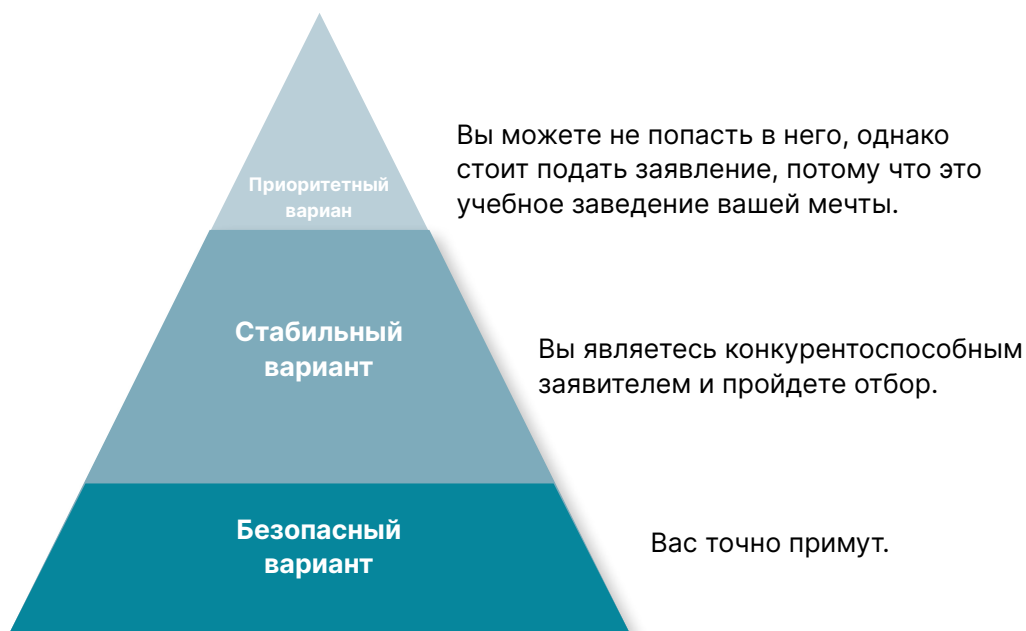 Приоритетный
вариан
Вы можете не попасть в него, однако
стоит подать заявление, потому что это
учебное заведение вашей мечты.
Стабильный
вариант
Вы являетесь конкурентоспособным
заявителем и пройдете отбор.
Безопасный
вариант
Вас точно примут.